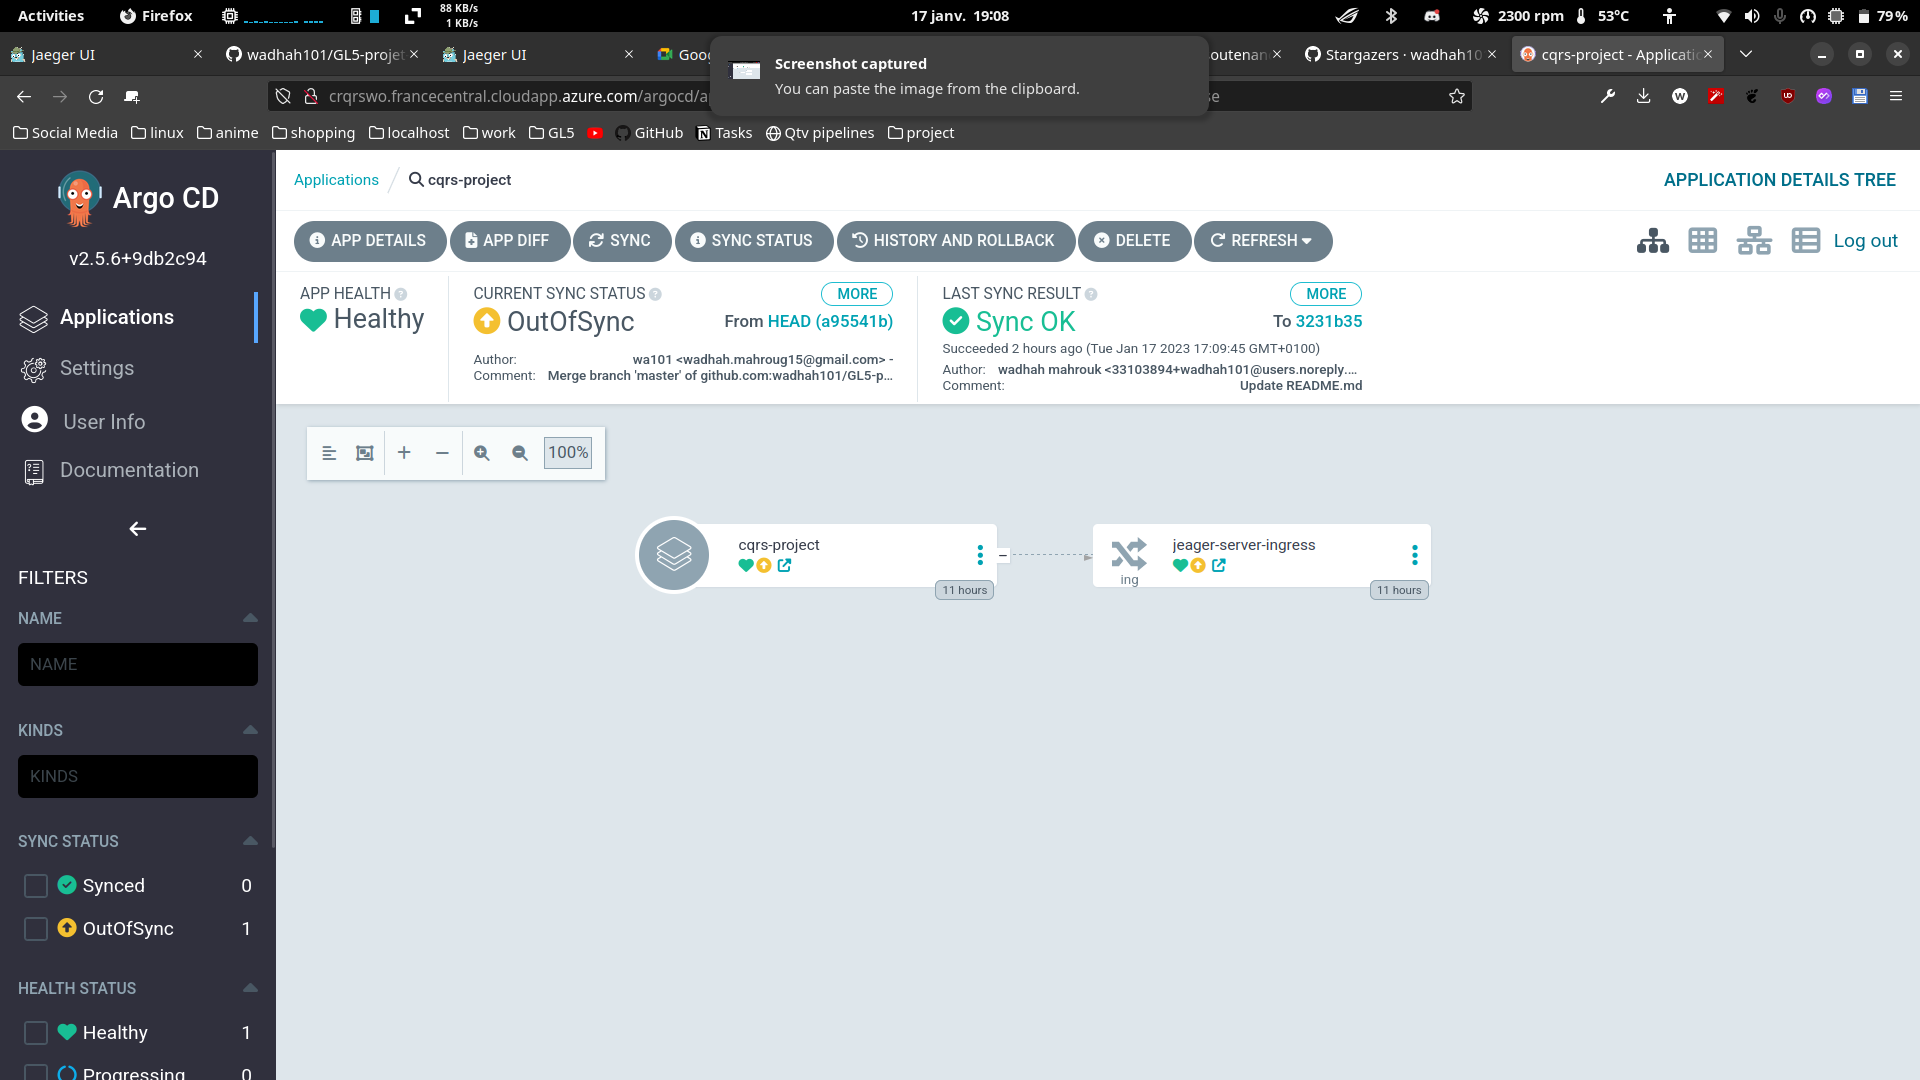 Activities Firefox 88 KB/s 1 KB/s 17 janv. 19:08 2300 rpm 53°C 79%
Jaeger UI wadhah101/GL5-projet Jaeger UI Goog outenan Stargazers · wadhah10 cqrs-project - Applicatio
Screenshot captured
You can paste the image from the clipboard.
crqrswo.francecentral.cloudapp.azure.com/argocd/ap
Social Media linux anime shopping localhost work GL5 GitHub Tasks Qtv pipelines project
Argo CD
v2.5.6+9db2c94
Applications
Settings
User Info
Documentation
FILTERS
NAME
NAME
KINDS
KINDS
SYNC STATUS
Synced 0
OutOfSync 1
HEALTH STATUS
Healthy 1
Progressing 0
Applications / cqrs-project APPLICATION DETAILS TREE
APP DETAILS APP DIFF SYNC SYNC STATUS HISTORY AND ROLLBACK DELETE REFRESH Log out
APP HEALTH
Healthy
CURRENT SYNC STATUS MORE
OutOfSync From HEAD (a95541b)
Author: wa101 <wadhah.mahroug15@gmail.com> -
Comment: Merge branch 'master' of github.com:wadhah101/GL5-p...
LAST SYNC RESULT MORE
Sync OK To 3231b35
Succeeded 2 hours ago (Tue Jan 17 2023 17:09:45 GMT+0100)
Author: wadhah mahrouk <33103894+wadhah101@users.noreply....
Comment: Update README.md
100%
cqrs-project
11 hours
jeager-server-ingress
ing
11 hours